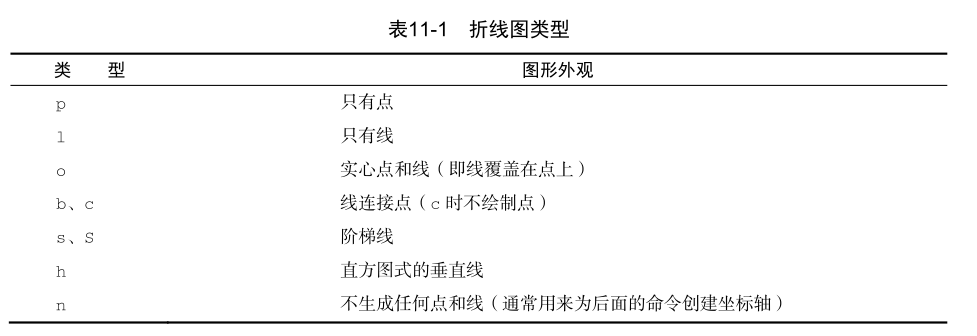 表11-1 折线图类型
类 型 图形外观
p 只有点
l 只有线
o 实心点和线（即线覆盖在点上）
b、c 线连接点（c 时不绘制点）
s、S 阶梯线
h 直方图式的垂直线
n 不生成任何点和线（通常用来为后面的命令创建坐标轴）